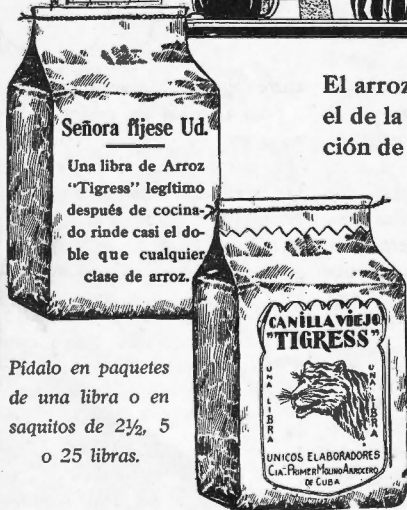 El arroz
el de la
ción de
Señora fíjese Ud.
Una libra de Arroz
"Tigress" legítimo
después de cocina-
do rinde casi el do-
ble que cualquier
clase de arroz.
CANILLA VIEJO
"TIGRESS"
UNA LIBRA
UNA LIBRA
UNICOS ELABORADORES
CIA. PRIMER MOLINO ARROCERO
DE CUBA
Pídalo en paquetes
de una libra o en
saquitos de 2½, 5
o 25 libras.